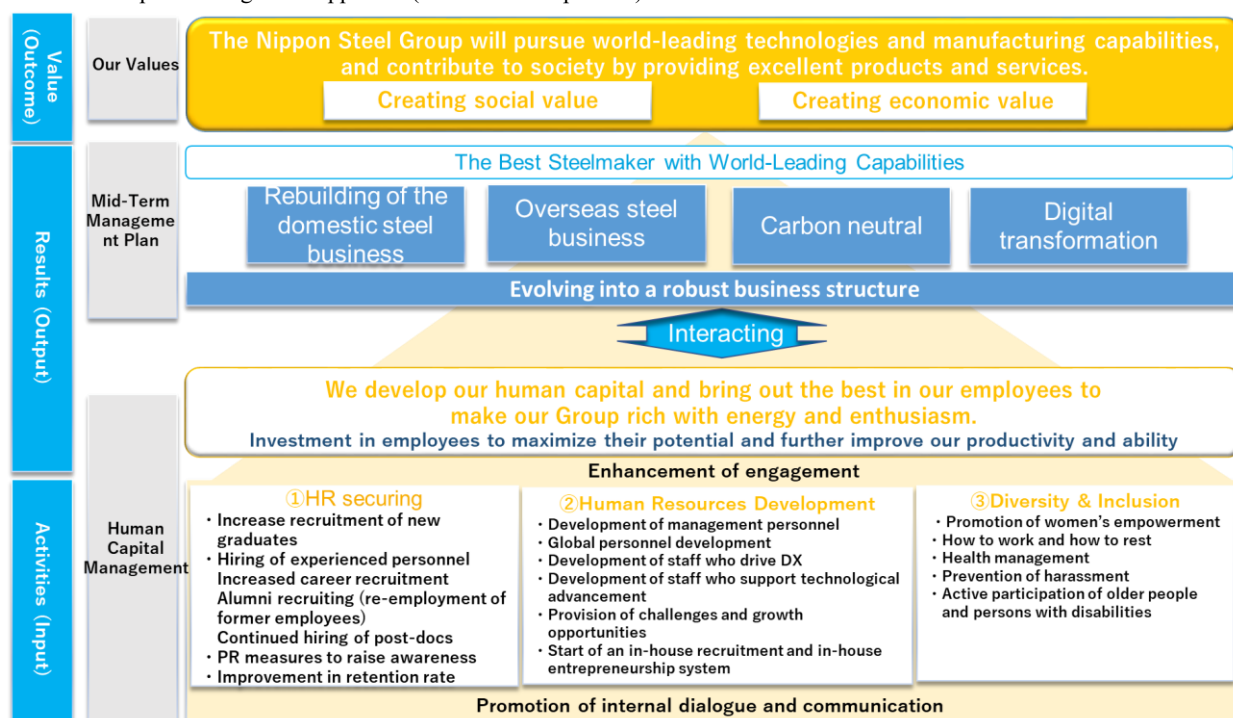 Value
(Outcome)
Our Values
The Nippon Steel Group will pursue world-leading technologies and manufacturing capabilities,
and contribute to society by providing excellent products and services.
Creating social value
Creating economic value
Results (Output)
Mid-Term
Manageme
nt Plan
The Best Steelmaker with World-Leading Capabilities
Rebuilding of the
domestic steel
business
Overseas steel
business
Carbon neutral
Digital
transformation
Evolving into a robust business structure
Interacting
We develop our human capital and bring out the best in our employees to
make our Group rich with energy and enthusiasm.
Investment in employees to maximize their potential and further improve our productivity and ability
Enhancement of engagement
Activities (Input)
Human
Capital
Management
①HR securing
・Increase recruitment of new
graduates
・Hiring of experienced personnel
Increased career recruitment
Alumni recruiting (re-employment of
former employees)
Continued hiring of post-docs
・PR measures to raise awareness
・Improvement in retention rate
②Human Resources Development
・Development of management personnel
・Global personnel development
・Development of staff who drive DX
・Development of staff who support technological
advancement
・Provision of challenges and growth
opportunities
・Start of an in-house recruitment and in-house
entrepreneurship system
③Diversity & Inclusion
・Promotion of women's empowerment
・How to work and how to rest
・Health management
・Prevention of harassment
・Active participation of older people
and persons with disabilities
Promotion of internal dialogue and communication